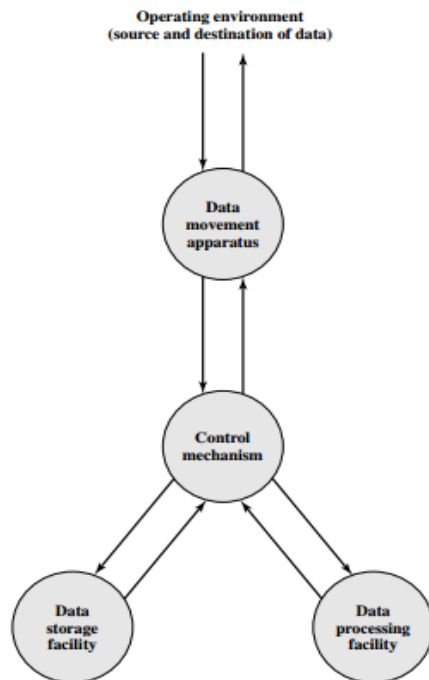 Operating environment
(source and destination of data)
Data
movement
apparatus
Control
mechanism
Data
storage
facility
Data
processing
facility